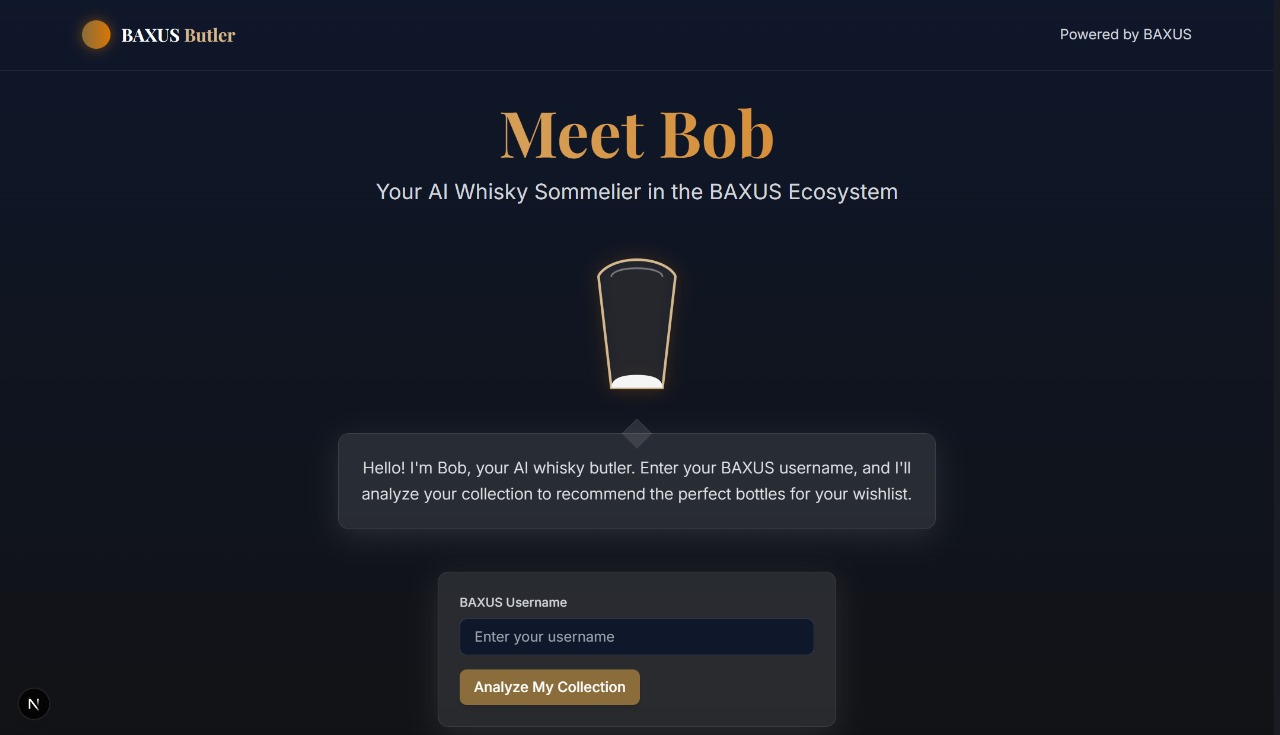 BAXUS Butler
Powered by BAXUS
Meet Bob
Your AI Whisky Sommelier in the BAXUS Ecosystem
Hello! I'm Bob, your AI whisky butler. Enter your BAXUS username, and I'll
analyze your collection to recommend the perfect bottles for your wishlist.
BAXUS Username
Enter your username
Analyze My Collection
N